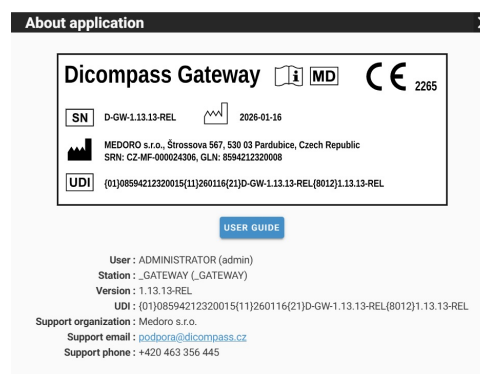 About application
Dicompass Gateway i MD CE 2265
SN D-GW-1.13.13-REL 2026-01-16
MEDORO s.r.o., Štrossova 567, 530 03 Pardubice, Czech Republic
SRN: CZ-MF-000024306, GLN: 8594212320008
UDI {01}08594212320015{11}260116{21}D-GW-1.13.13-REL{8012}1.13.13-REL
USER GUIDE
User : ADMINISTRATOR (admin)
Station : _GATEWAY (_GATEWAY)
Version : 1.13.13-REL
UDI : {01}08594212320015{11}260116{21}D-GW-1.13.13-REL{8012}1.13.13-REL
Support organization : Medoro s.r.o.
Support email : podpora@dicompass.cz
Support phone : +420 463 356 445